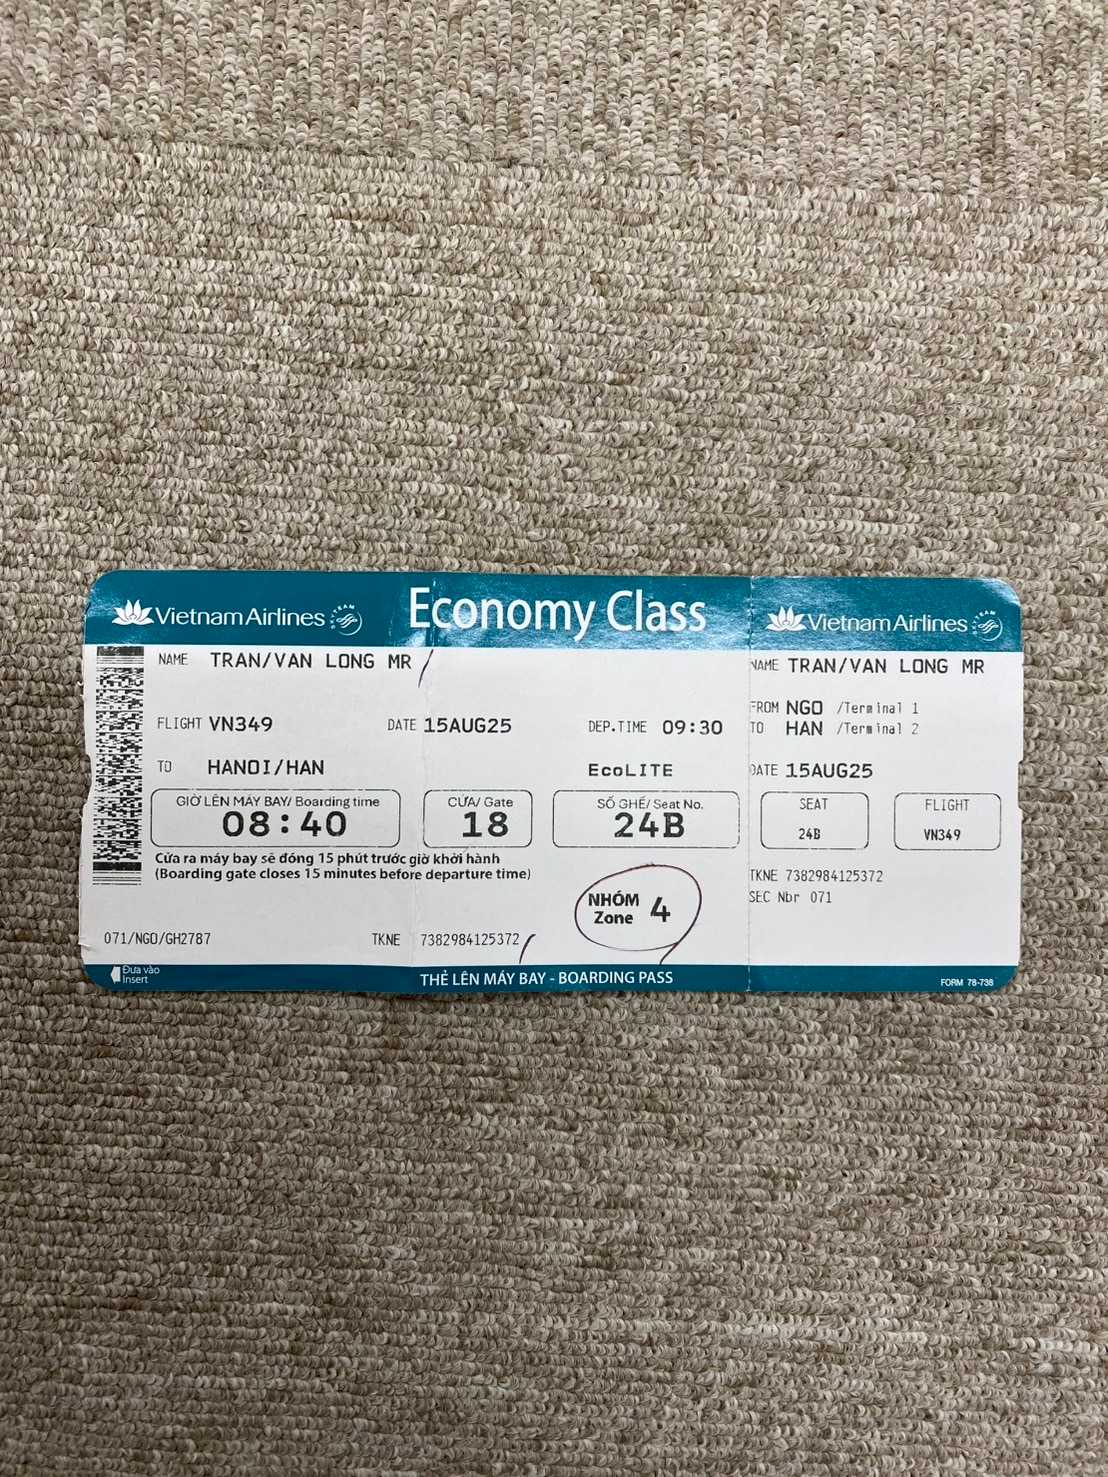 VietnamAirlines SKYTEAM Economy Class
NAME TRAN/VAN LONG MR
FLIGHT VN349 DATE 15AUG25 DEP.TIME 09:30
TO HANOI/HAN EcoLITE
GIỜ LÊN MÁY BAY/ Boarding time
08:40
CỬA/ Gate
18
SỐ GHẾ/ Seat No.
24B
Cửa ra máy bay sẽ đóng 15 phút trước giờ khởi hành
(Boarding gate closes 15 minutes before departure time)
NHÓM
Zone 4
071/NGO/GH2787 TKNE 7382984125372
Đưa vào
Insert
THẺ LÊN MÁY BAY - BOARDING PASS
VietnamAirlines SKYTEAM
NAME TRAN/VAN LONG MR
FROM NGO /Terminal 1
TO HAN /Terminal 2
DATE 15AUG25
SEAT
24B
FLIGHT
VN349
TKNE 7382984125372
SEC Nbr 071
FORM 78-738